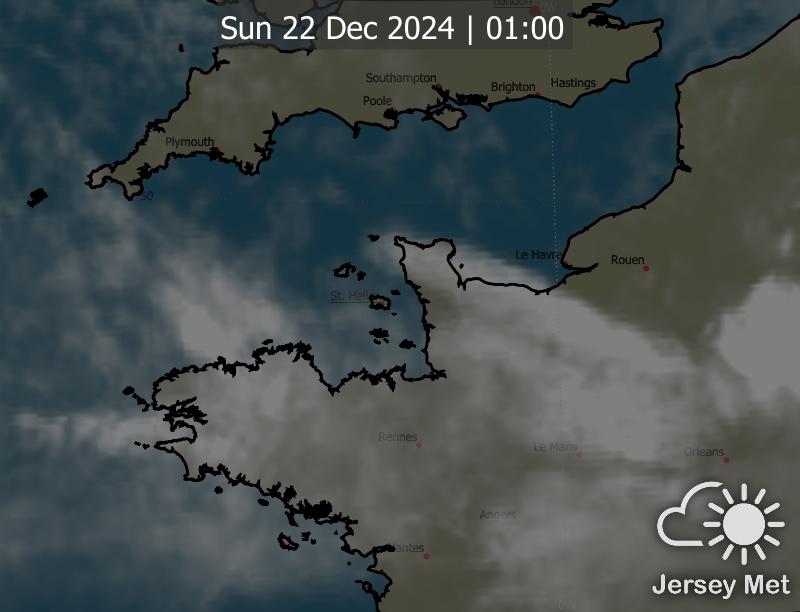 London
Sun 22 Dec 2024 | 01:00
Southampton
Brighton
Hastings
Poole
Plymouth
50
Le Havre
Rouen
St. Helier
Rennes
Le Mans
Orleans
Angers
Nantes
Jersey Met